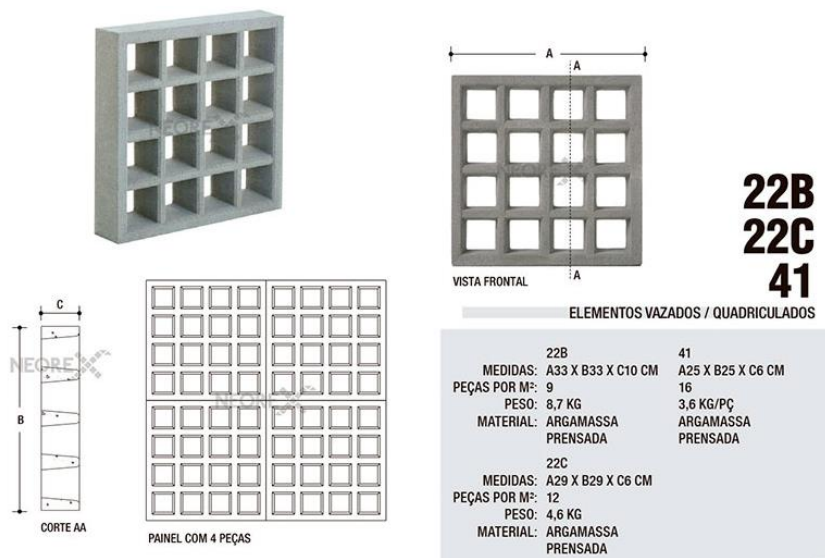 NEOREX
A
A
NEOREX
A
VISTA FRONTAL
22B
22C
41
ELEMENTOS VAZADOS / QUADRICULADOS
C
NEOREX
B
CORTE AA
NEOREX
PAINEL COM 4 PEÇAS
22B 41
MEDIDAS: A33 X B33 X C10 CM A25 X B25 X C6 CM
PEÇAS POR M²: 9 16
PESO: 8,7 KG 3,6 KG/PÇ
MATERIAL: ARGAMASSA ARGAMASSA
PRENSADA PRENSADA
22C
MEDIDAS: A29 X B29 X C6 CM
PEÇAS POR M²: 12
PESO: 4,6 KG
MATERIAL: ARGAMASSA
PRENSADA